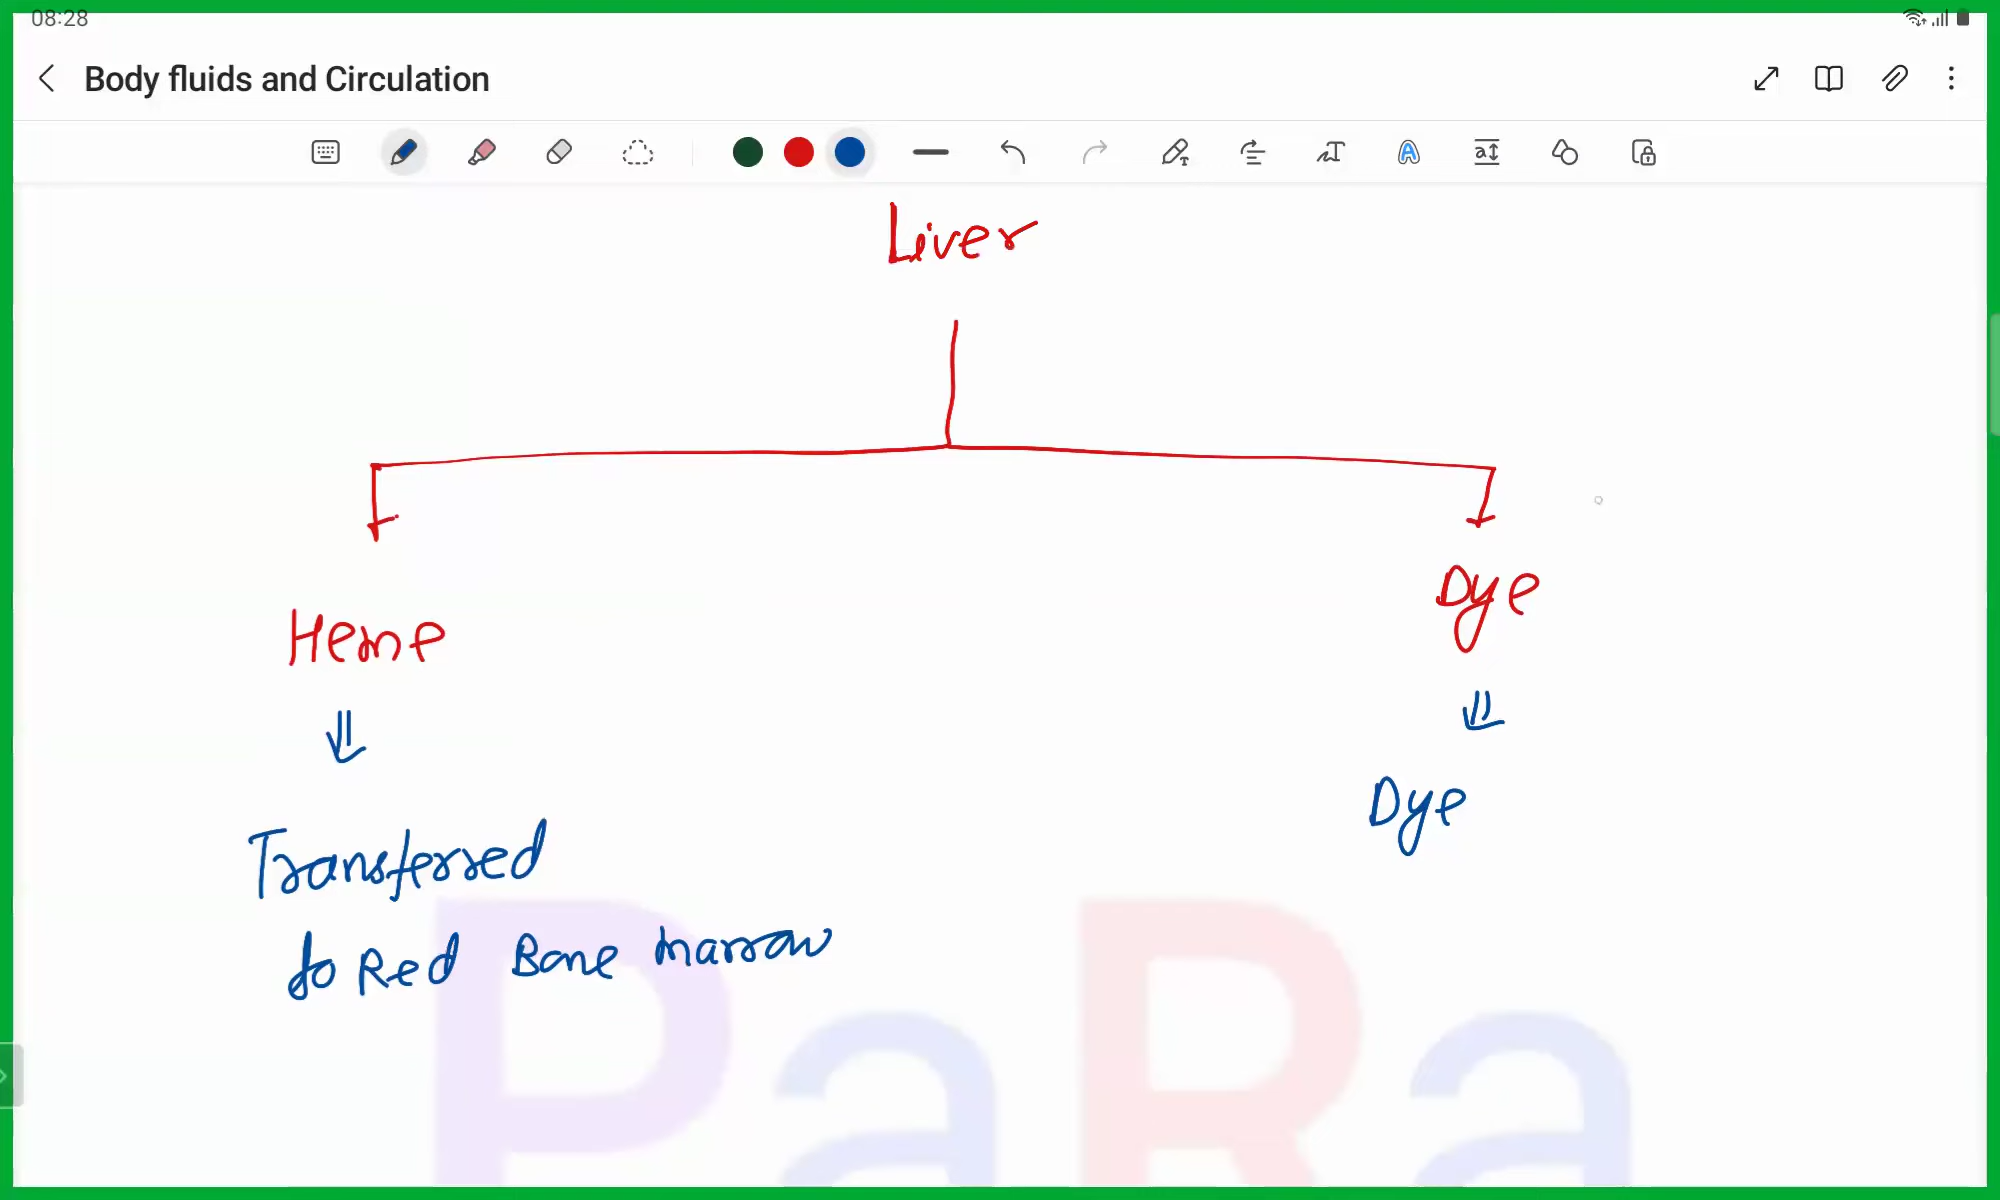 08:28
Body fluids and Circulation
Liver
Heme
Dye
Dye
Transferred
to Red Bone marrow
PaRa